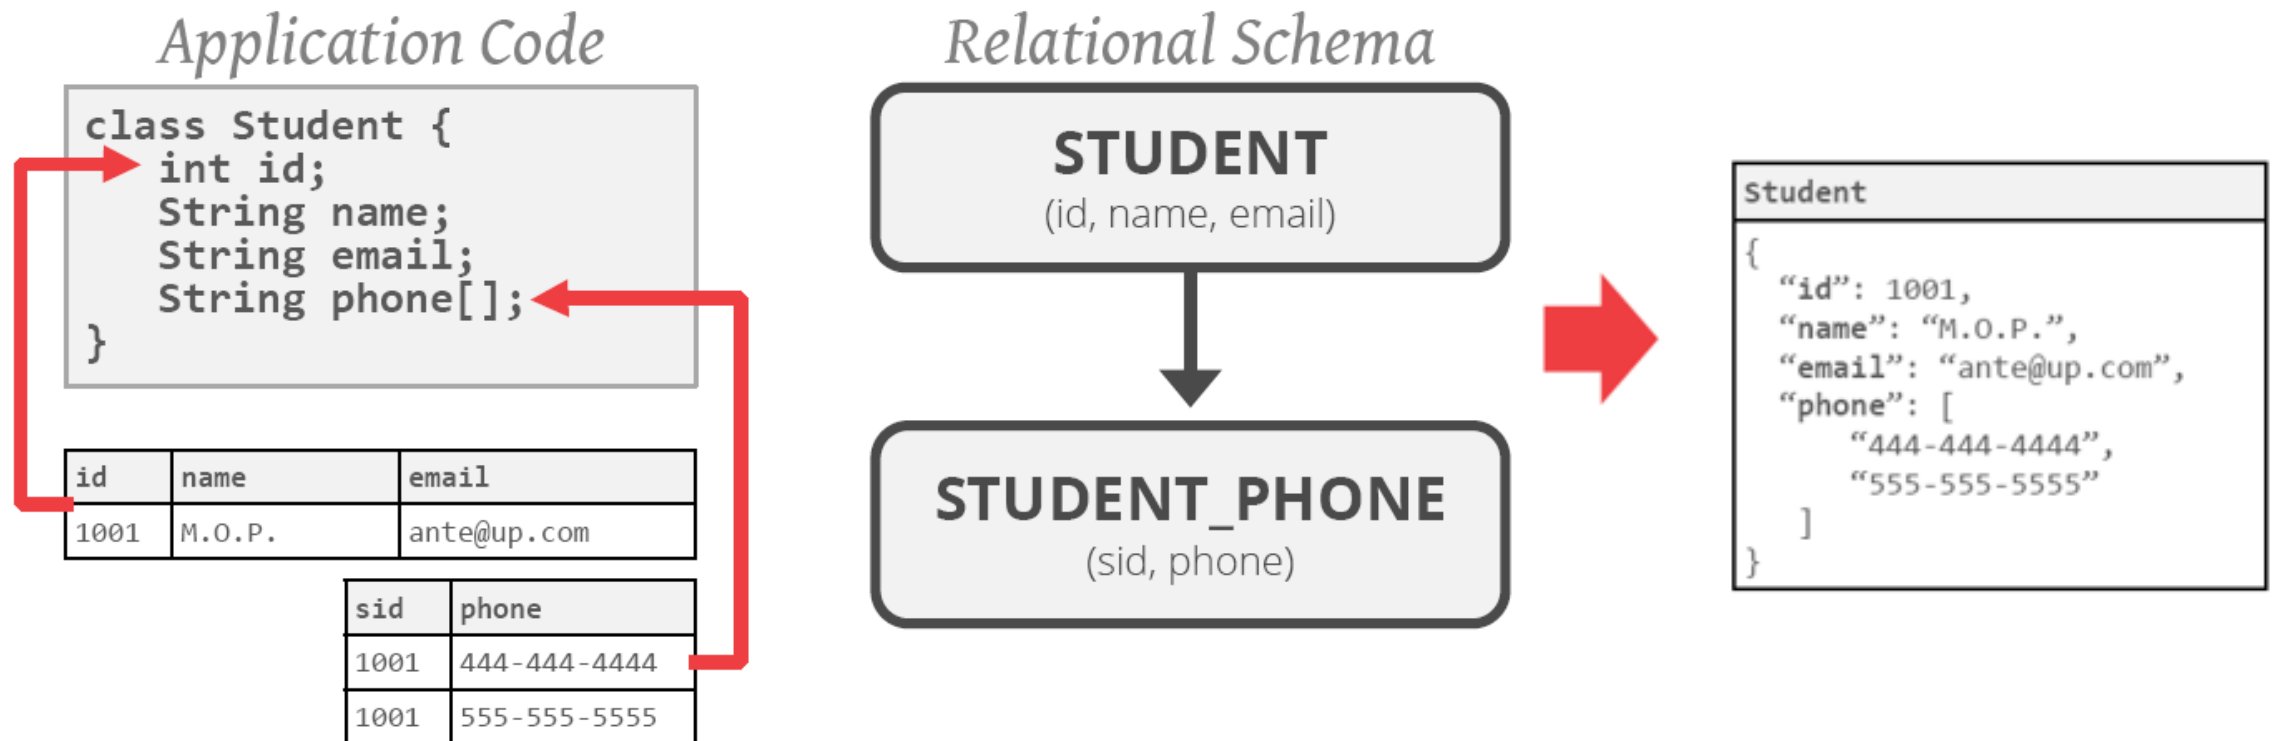 Application Code
class Student {
int id;
String name;
String email;
String phone[];
}
id name email
1001 M.O.P. ante@up.com
sid phone
1001 444-444-4444
1001 555-555-5555
Relational Schema
STUDENT
(id, name, email)
STUDENT_PHONE
(sid, phone)
Student
{
“id”: 1001,
“name”: “M.O.P.”,
“email”: “ante@up.com”,
“phone”: [
“444-444-4444”,
“555-555-5555”
]
}